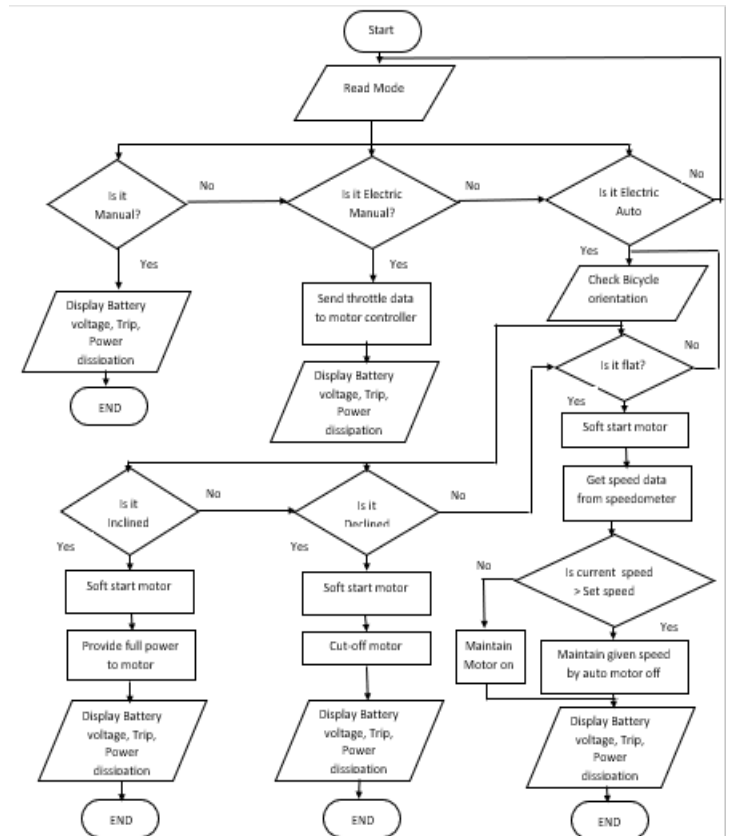 Start
Read Mode
Is it
Manual?
No
Is it Electric
Manual?
No
Is it Electric
Auto
No
Yes
Yes
Yes
Display Battery
voltage, Trip,
Power
dissipation
END
Send throttle data
to motor controller
Display Battery
voltage, Trip,
Power
dissipation
Check Bicycle
orientation
Is it flat?
No
Yes
Soft start motor
Get speed data
from speedometer
Is it
Inclined
No
Is it
Declined
No
Yes
Yes
Soft start motor
Provide full power
to motor
Display Battery
voltage, Trip,
Power
dissipation
END
Soft start motor
Cut-off motor
Display Battery
voltage, Trip,
Power
dissipation
END
Is current speed
> Set speed
No
Yes
Maintain
Motor on
Maintain given speed
by auto motor off
Display Battery
voltage, Trip,
Power
dissipation
END